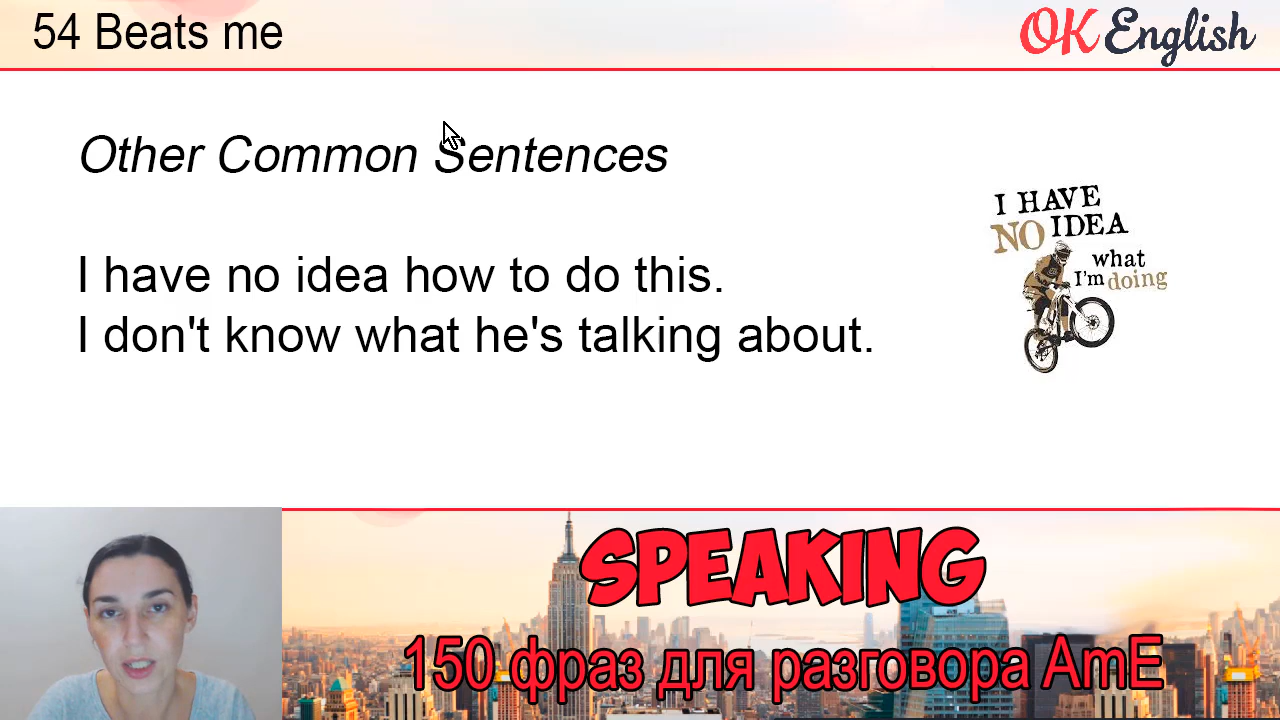 54 Beats me
OK English
Other Common Sentences
I HAVE
NO IDEA
what
I'm doing
I have no idea how to do this.
I don't know what he's talking about.
SPEAKING
150 фраз для разговора AmE